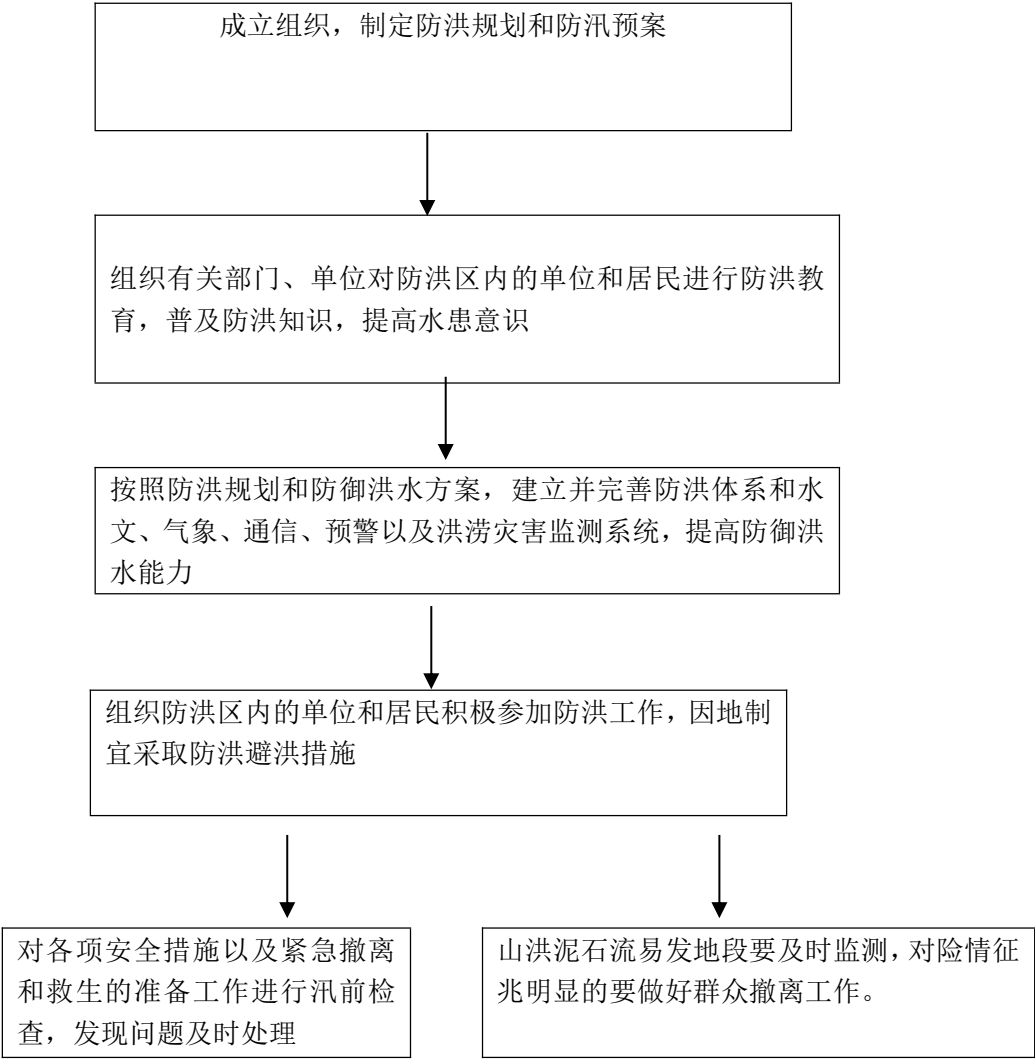 成立组织，制定防洪规划和防汛预案
组织有关部门、单位对防洪区内的单位和居民进行防洪教
育，普及防洪知识，提高水患意识
按照防洪规划和防御洪水方案，建立并完善防洪体系和水
文、气象、通信、预警以及洪涝灾害监测系统，提高防御洪
水能力
组织防洪区内的单位和居民积极参加防洪工作，因地制
宜采取防洪避洪措施
对各项安全措施以及紧急撤离
和救生的准备工作进行汛前检
查，发现问题及时处理
山洪泥石流易发地段要及时监测，对险情征
兆明显的要做好群众撤离工作。